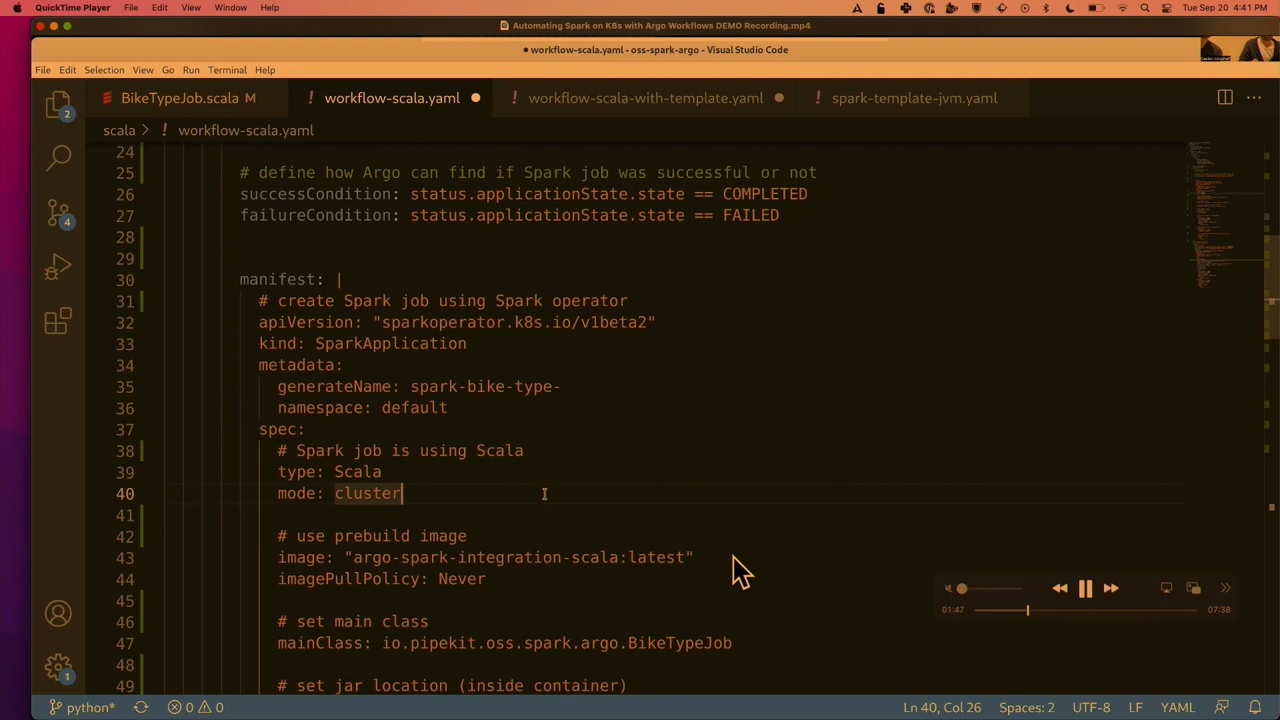 QuickTime Player File Edit View Window Help Tue Sep 20 4:41 PM
Automating Spark on K8s with Argo Workflows DEMO Recording.mp4
workflow-scala.yaml - oss-spark-argo - Visual Studio Code
File Edit Selection View Go Run Terminal Help
BikeTypeJob.scala M workflow-scala.yaml workflow-scala-with-template.yaml spark-template-jvm.yaml
scala > workflow-scala.yaml
24
25 # define how Argo can find if Spark job was successful or not
26 successCondition: status.applicationState.state == COMPLETED
27 failureCondition: status.applicationState.state == FAILED
28
29
30 manifest: |
31 # create Spark job using Spark operator
32 apiVersion: "sparkoperator.k8s.io/v1beta2"
33 kind: SparkApplication
34 metadata:
35 generateName: spark-bike-type-
36 namespace: default
37 spec:
38 # Spark job is using Scala
39 type: Scala
40 mode: cluster
41
42 # use prebuild image
43 image: "argo-spark-integration-scala:latest"
44 imagePullPolicy: Never
45
46 # set main class
47 mainClass: io.pipekit.oss.spark.argo.BikeTypeJob
48
49 # set jar location (inside container)
2
4
1
01:47 07:38
python* 0 0 Ln 40, Col 26 Spaces: 2 UTF-8 LF YAML